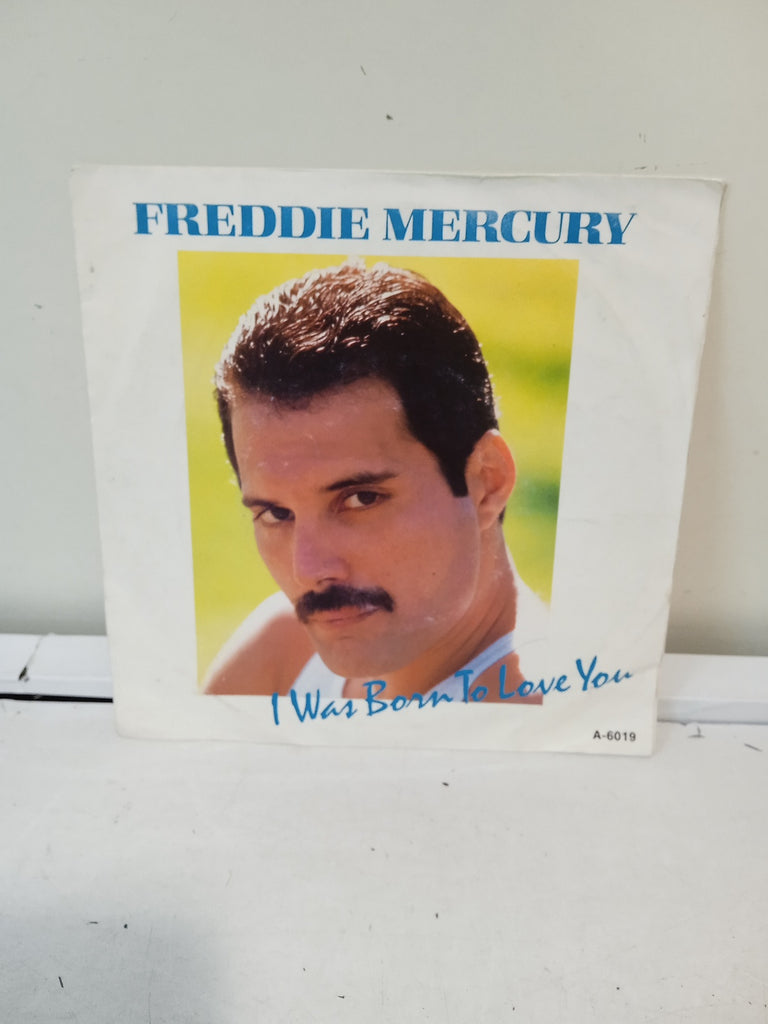 FREDDIE MERCURY
I Was Born To Love You
A-6019